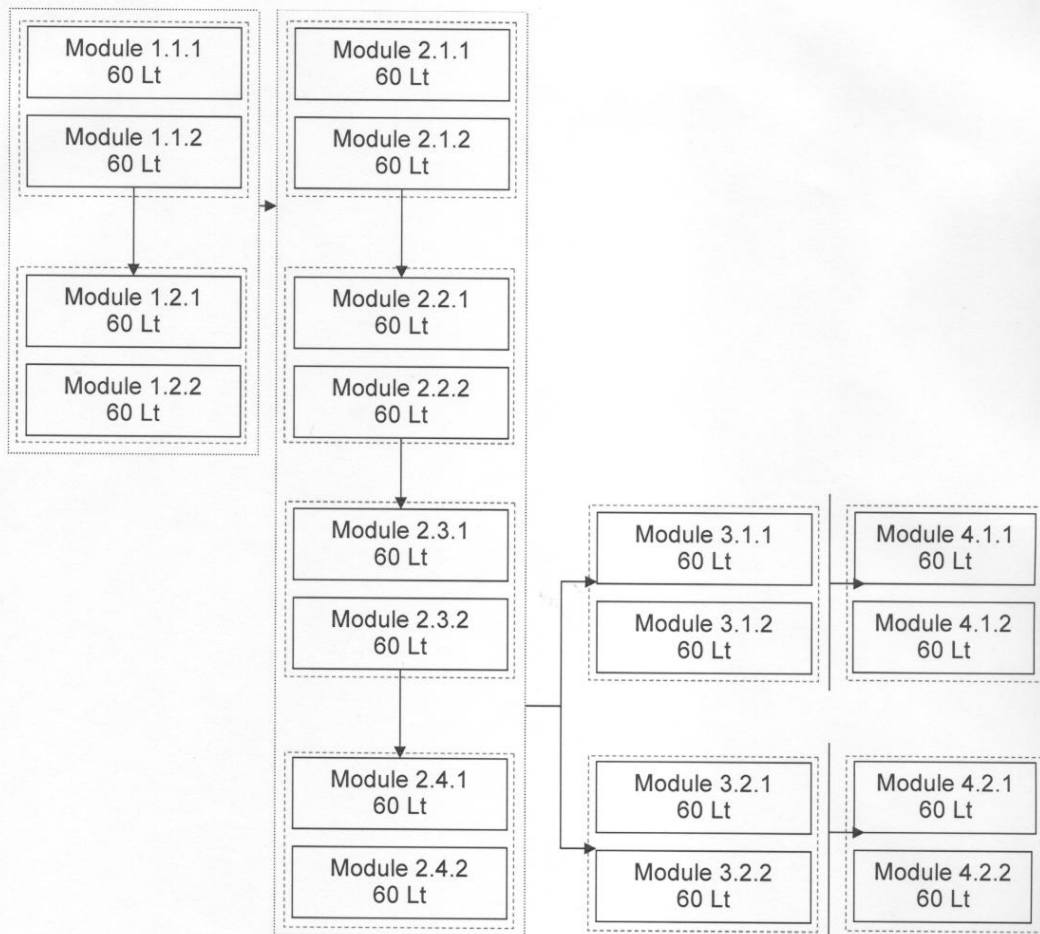 Module 1.1.1
60 Lt
Module 1.1.2
60 Lt
Module 1.2.1
60 Lt
Module 1.2.2
60 Lt
Module 2.1.1
60 Lt
Module 2.1.2
60 Lt
Module 2.2.1
60 Lt
Module 2.2.2
60 Lt
Module 2.3.1
60 Lt
Module 2.3.2
60 Lt
Module 2.4.1
60 Lt
Module 2.4.2
60 Lt
Module 3.1.1
60 Lt
Module 3.1.2
60 Lt
Module 3.2.1
60 Lt
Module 3.2.2
60 Lt
Module 4.1.1
60 Lt
Module 4.1.2
60 Lt
Module 4.2.1
60 Lt
Module 4.2.2
60 Lt